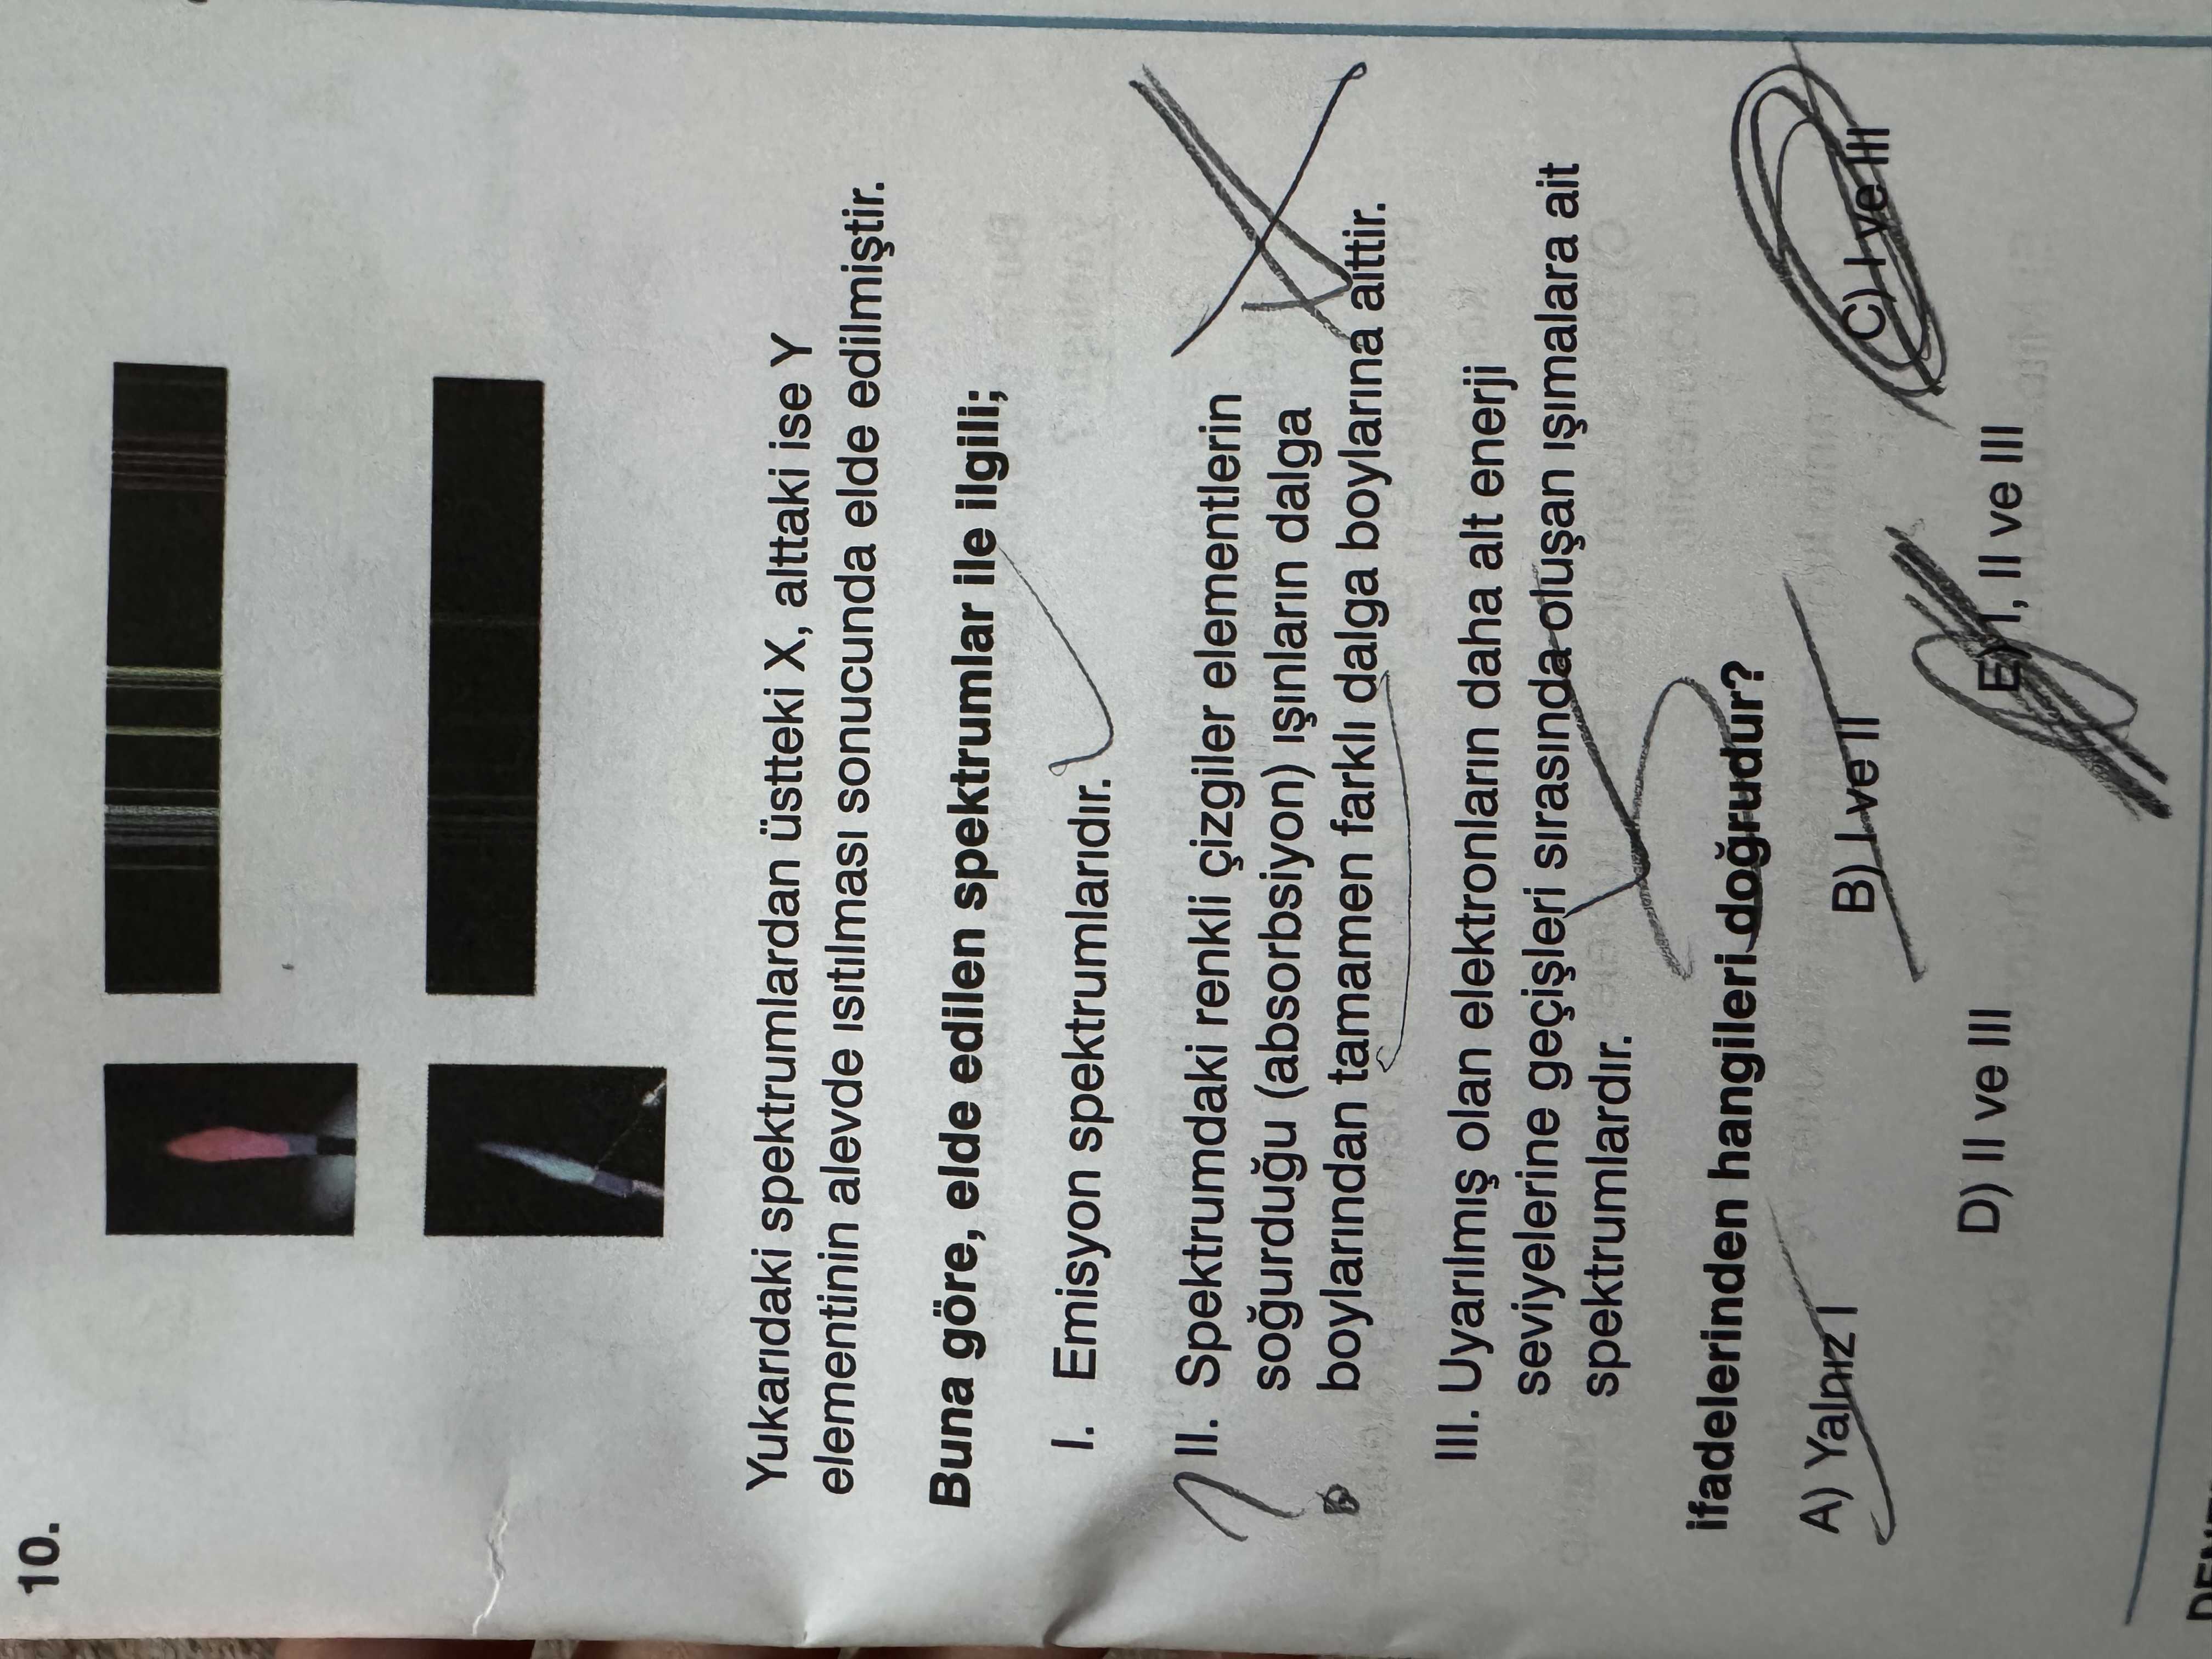 10.
Yukarıdaki spektrumlardan üstteki X, alttaki ise Y
elementinin alevde ısıtılması sonucunda elde edilmiştir.
Buna göre, elde edilen spektrumlar ile ilgili;
I. Emisyon spektrumlarıdır.
II. Spektrumdaki renkli çizgiler elementlerin
soğurduğu (absorbsiyon) ışınların dalga
boylarından tamamen farklı dalga boylarına aittir.
III. Uyarılmış olan elektronların daha alt enerji
seviyelerine geçişleri sırasında oluşan ışımalara ait
spektrumlardır.
ifadelerinden hangileri doğrudur?
A) Yalnız I B) I ve II C) I ve III
D) II ve III E) I, II ve III